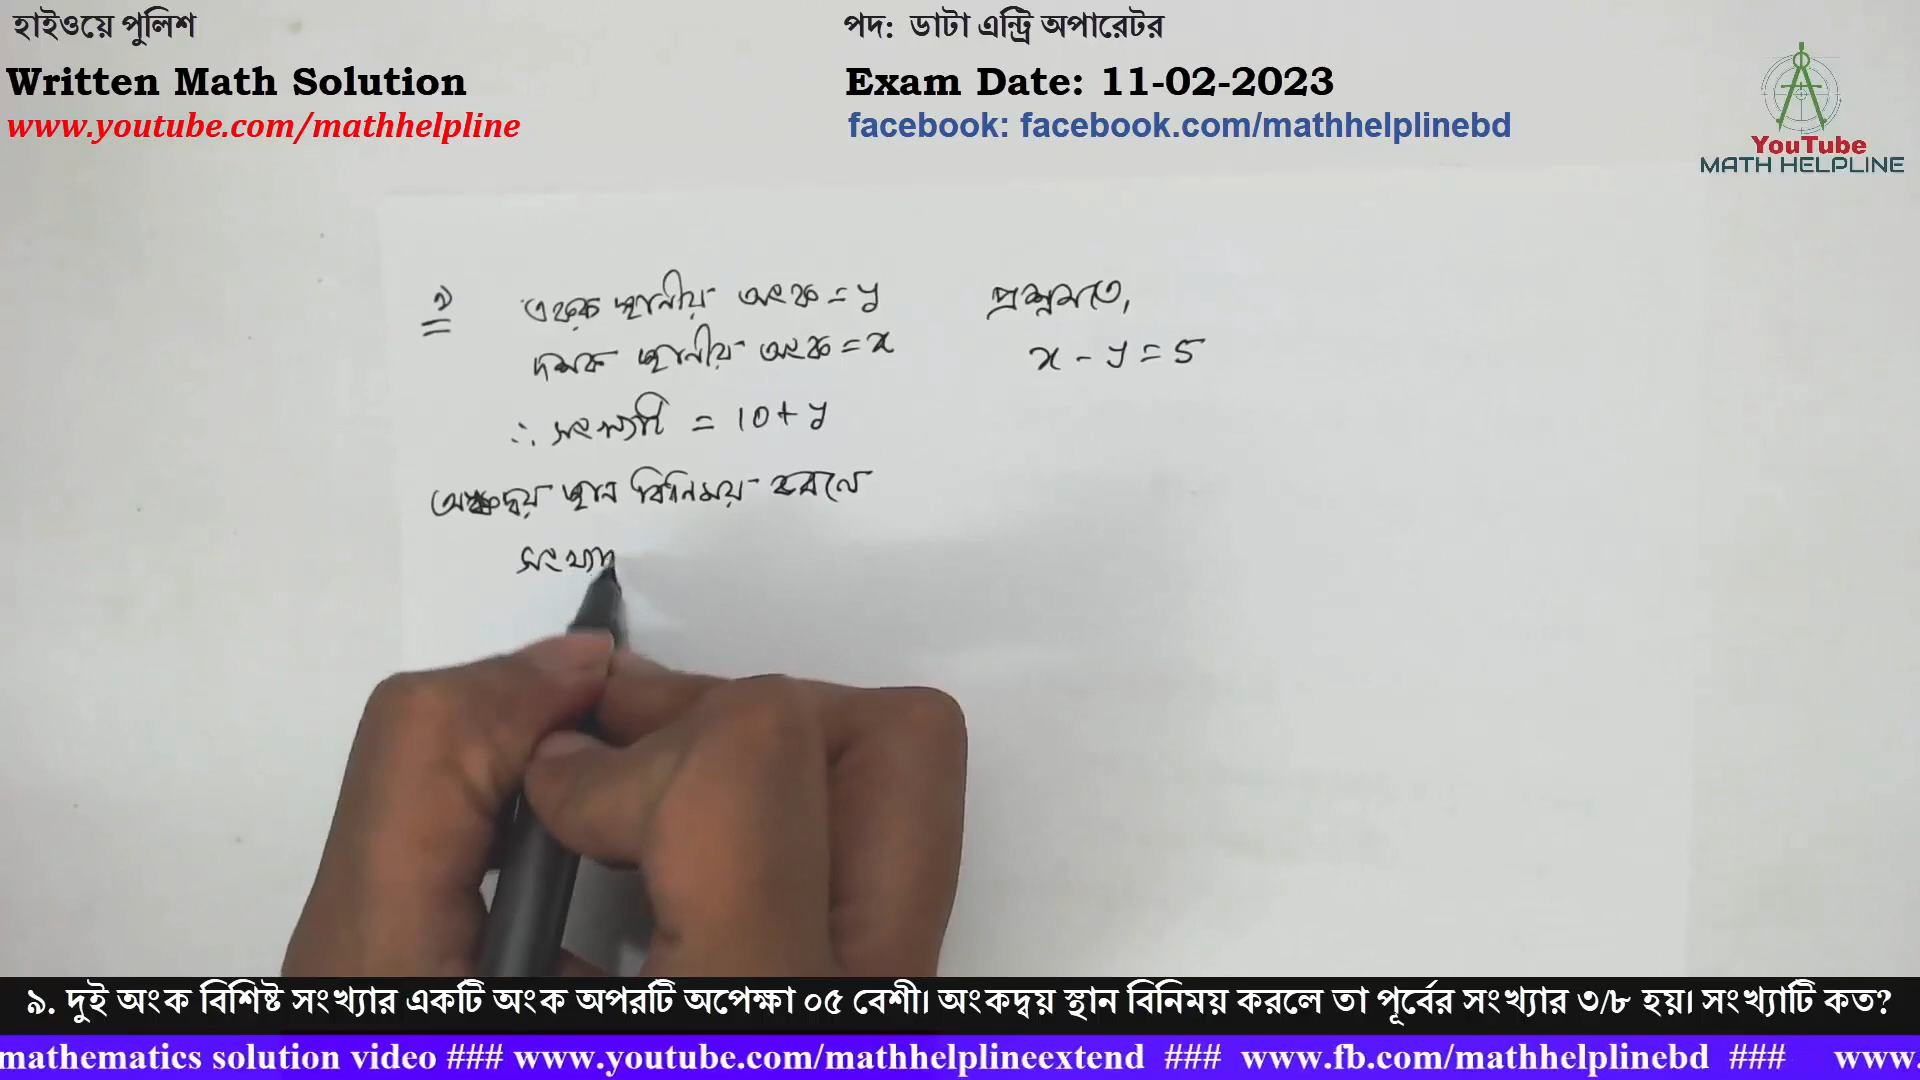 হাইওয়ে পুলিশ
পদ: ডাটা এন্ট্রি অপারেটর
Written Math Solution
Exam Date: 11-02-2023
www.youtube.com/mathhelpline
facebook: facebook.com/mathhelplinebd
YouTube
MATH HELPLINE
৯
একক স্থানীয় অংক = y
দশক স্থানীয় অংক = x
∴ সংখ্যাটি = 10 + y
অঙ্কদ্বয় স্থান বিনিময় করলে
সংখ্যা
প্রশ্নমতে,
x - y = 5
৯. দুই অংক বিশিষ্ট সংখ্যার একটি অংক অপরটি অপেক্ষা ০৫ বেশী। অংকদ্বয় স্থান বিনিময় করলে তা পূর্বের সংখ্যার ৩/৮ হয়। সংখ্যাটি কত?
mathematics solution video ### www.youtube.com/mathhelplineextend ### www.fb.com/mathhelplinebd ### www.